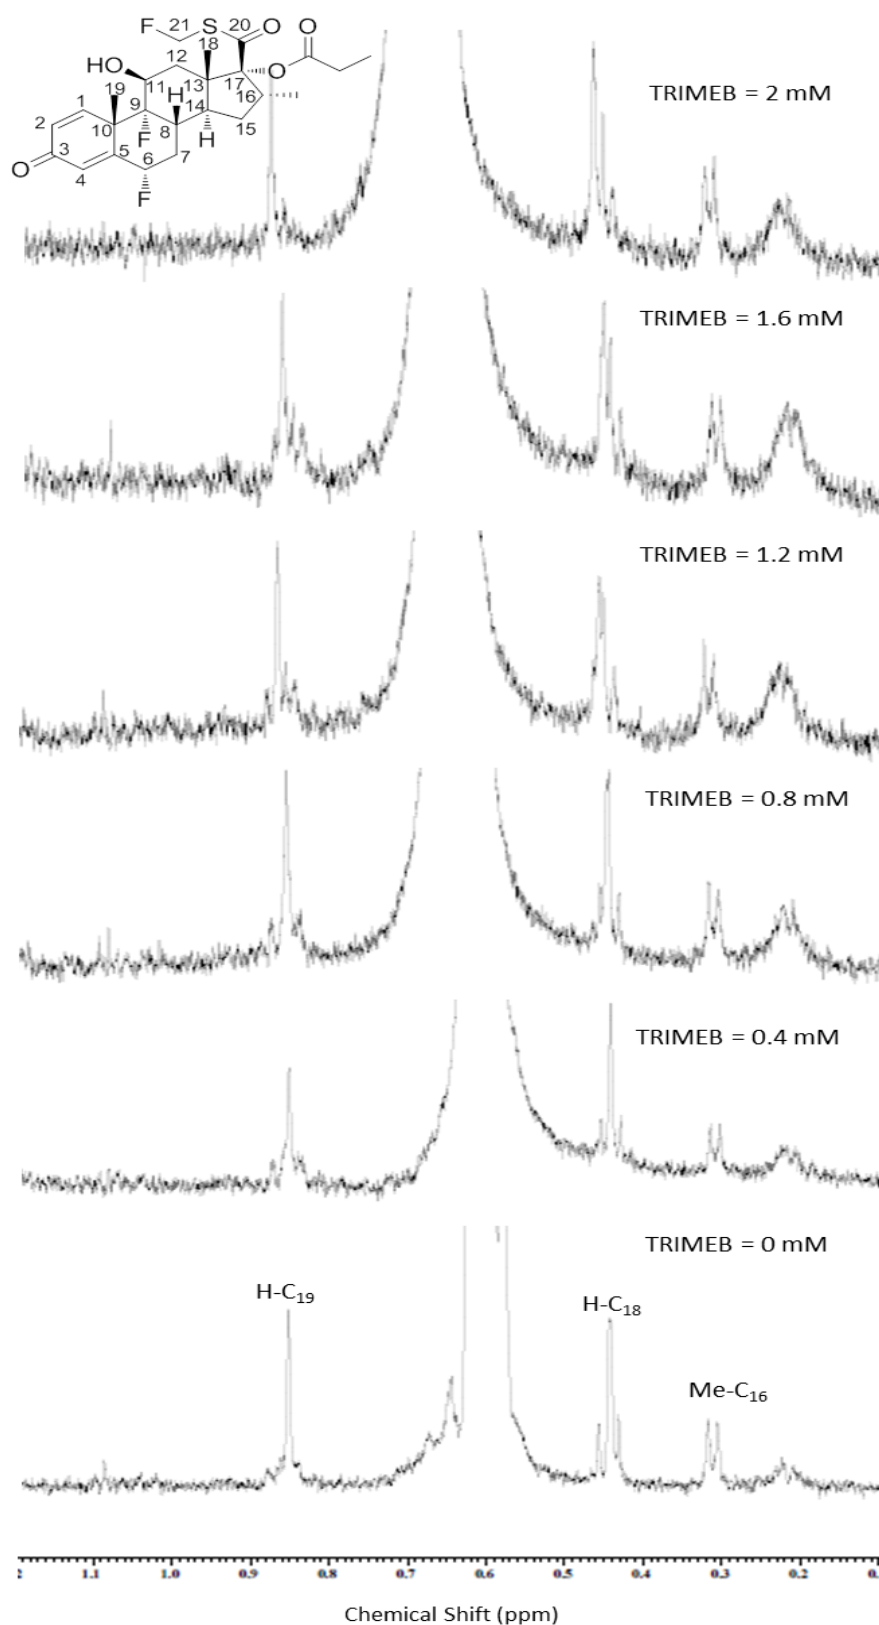 F 21 S 20 O O
18
12
HO 13 17 O
19 11 H 16
1 9 14 15
2 10 8 H
3 5 F 7
O 4 6
F
TRIMEB = 2 mM
TRIMEB = 1.6 mM
TRIMEB = 1.2 mM
TRIMEB = 0.8 mM
TRIMEB = 0.4 mM
TRIMEB = 0 mM
H-C19
H-C18
Me-C16
1.1 1.0 0.9 0.8 0.7 0.6 0.5 0.4 0.3 0.2
Chemical Shift (ppm)